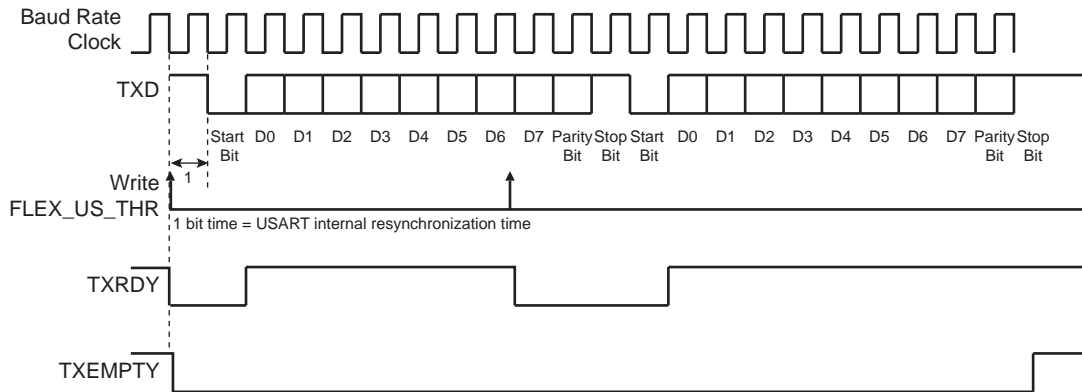 Baud Rate
Clock
TXD
Start D0 D1 D2 D3 D4 D5 D6 D7 Parity Stop Start D0 D1 D2 D3 D4 D5 D6 D7 Parity Stop
Bit Bit Bit Bit Bit Bit
1
Write
FLEX_US_THR
1 bit time = USART internal resynchronization time
TXRDY
TXEMPTY